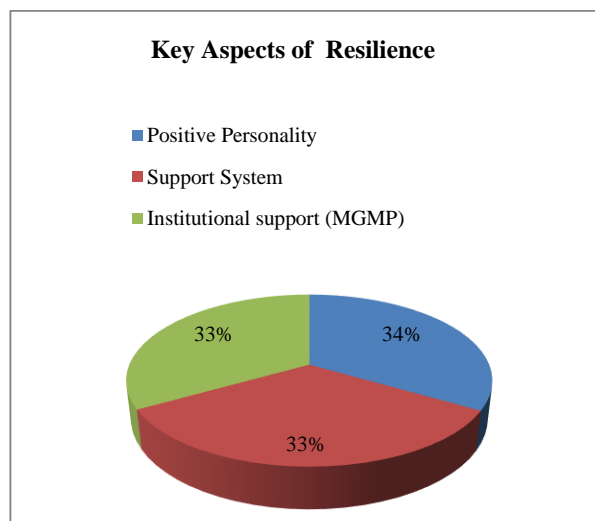 Key Aspects of Resilience
Positive Personality
Support System
Institutional support (MGMP)
33%
34%
33%